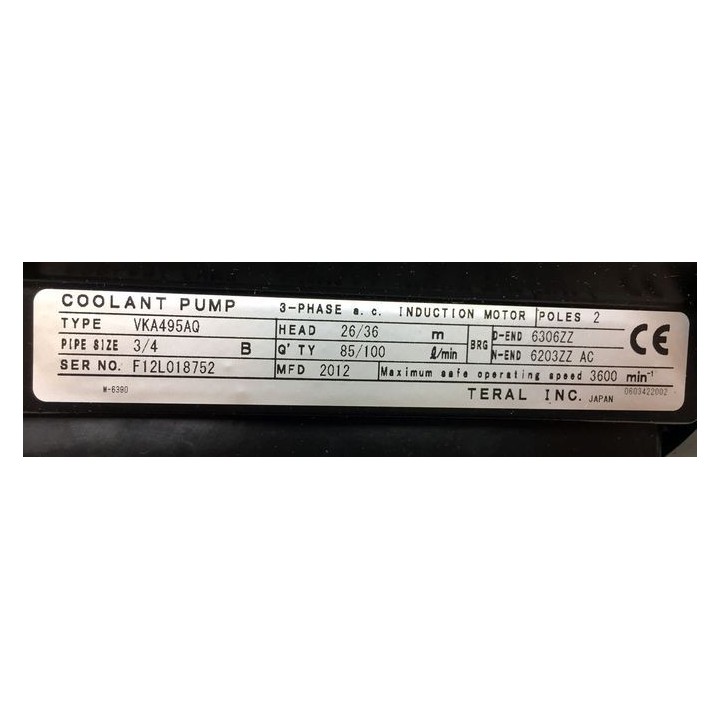 COOLANT PUMP 3-PHASE a.c. INDUCTION MOTOR POLES 2
TYPE VKA495AQ HEAD 26/36 m BRG D-END 6306ZZ CE
PIPE SIZE 3/4 B Q'TY 85/100 ℓ/min N-END 6203ZZ AC
SER NO. F12L018752 MFD 2012 Maximum safe operating speed 3600 min⁻¹
M-6390 TERAL INC. JAPAN 0603422002